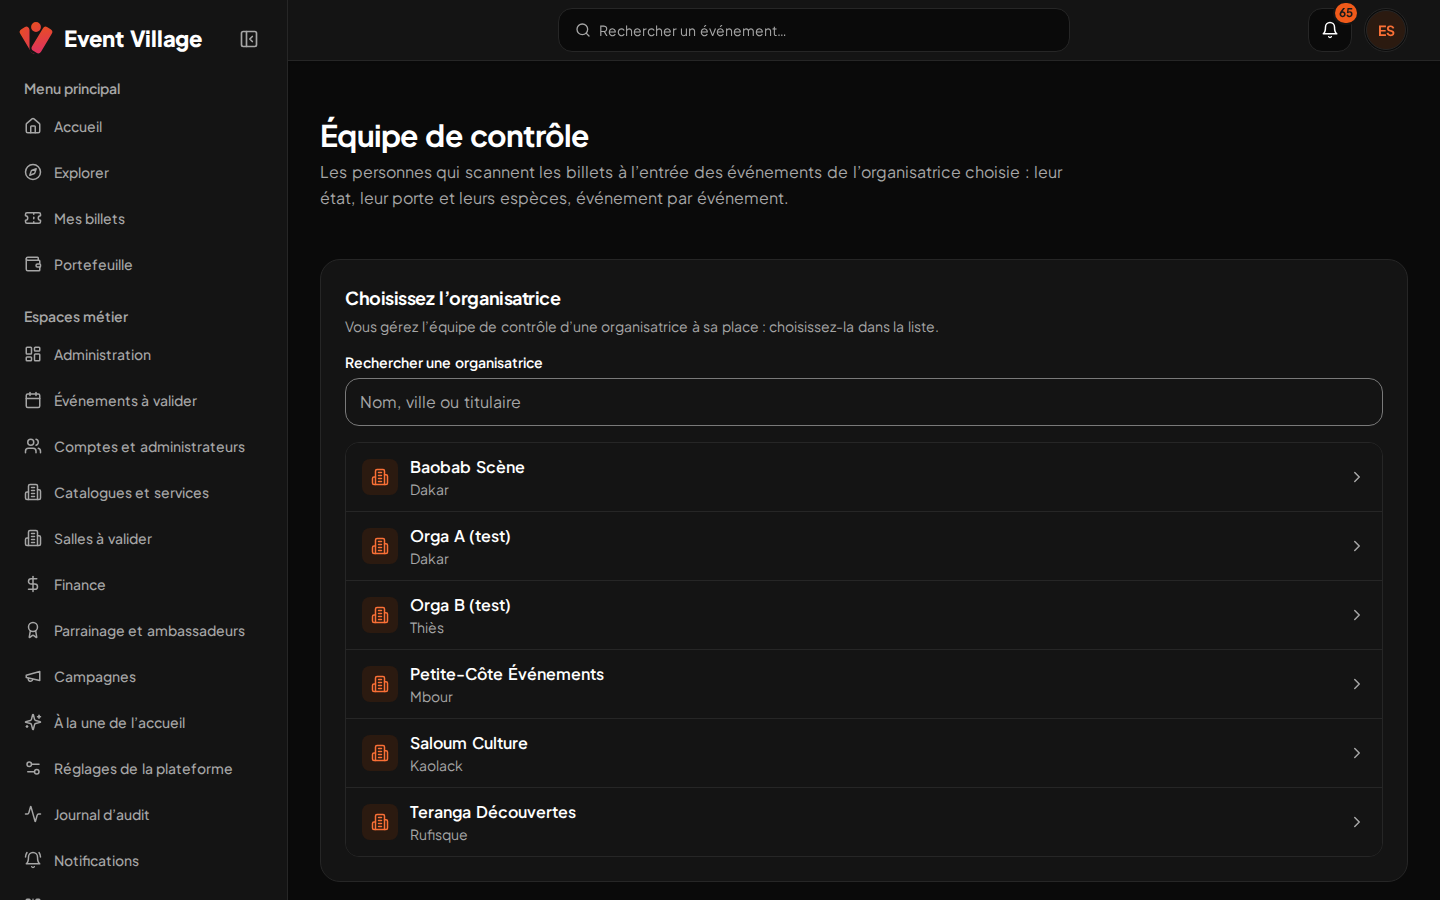 Event Village
Menu principal
Accueil
Explorer
Mes billets
Portefeuille
Espaces métier
Administration
Événements à valider
Comptes et administrateurs
Catalogues et services
Salles à valider
Finance
Parrainage et ambassadeurs
Campagnes
À la une de l’accueil
Réglages de la plateforme
Journal d’audit
Notifications
Rechercher un événement…
65
ES
Équipe de contrôle
Les personnes qui scannent les billets à l’entrée des événements de l’organisatrice choisie : leur
état, leur porte et leurs espèces, événement par événement.
Choisissez l’organisatrice
Vous gérez l’équipe de contrôle d’une organisatrice à sa place : choisissez-la dans la liste.
Rechercher une organisatrice
Nom, ville ou titulaire
Baobab Scène
Dakar
Orga A (test)
Dakar
Orga B (test)
Thiès
Petite-Côte Événements
Mbour
Saloum Culture
Kaolack
Teranga Découvertes
Rufisque